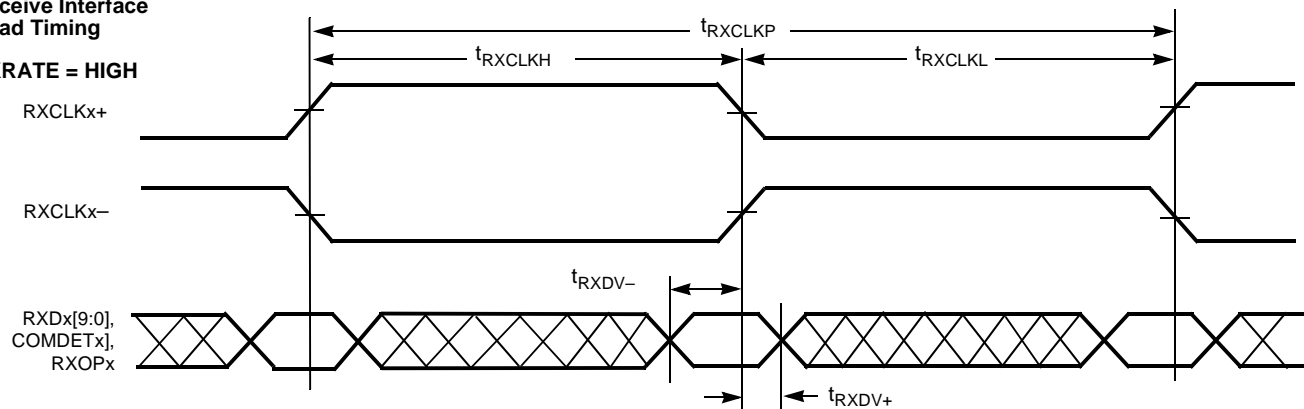 ceive Interface
ad Timing
RATE = HIGH
tRXCLKP
tRXCLKH
tRXCLKL
RXCLKx+
RXCLKx–
tRXDV–
RXDx[9:0],
COMDETx],
RXOPx
tRXDV+